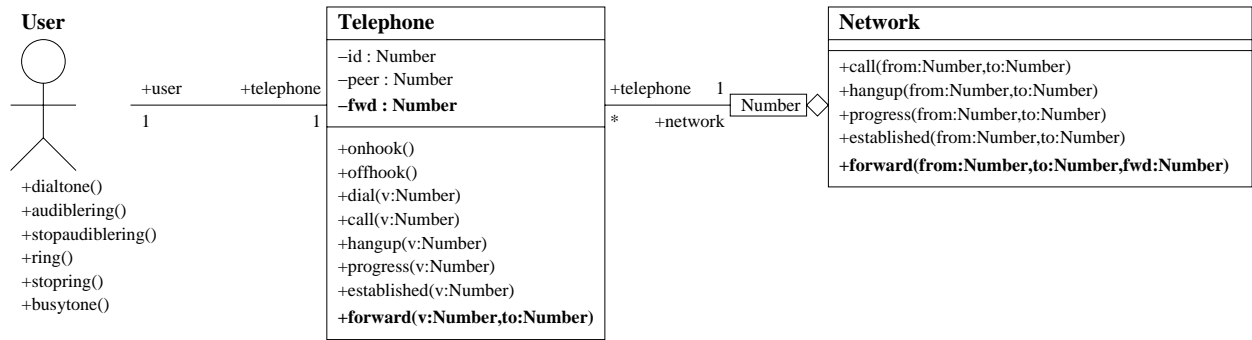 User
+dialtone()
+audiblering()
+stopaudiblering()
+ring()
+stopring()
+busytone()
+user
1
+telephone
1
Telephone
−id : Number
−peer : Number
−fwd : Number
+onhook()
+offhook()
+dial(v:Number)
+call(v:Number)
+hangup(v:Number)
+progress(v:Number)
+established(v:Number)
+forward(v:Number,to:Number)
+telephone
*
1
+network
Number
Network
+call(from:Number,to:Number)
+hangup(from:Number,to:Number)
+progress(from:Number,to:Number)
+established(from:Number,to:Number)
+forward(from:Number,to:Number,fwd:Number)